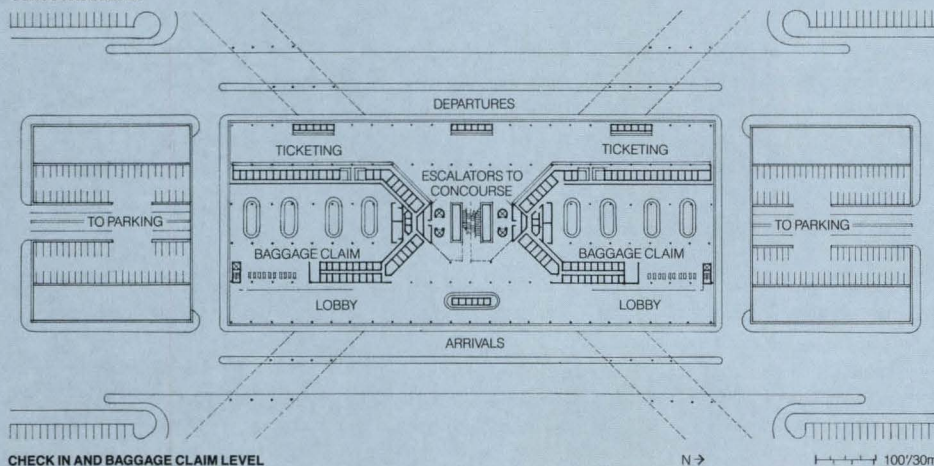 DEPARTURES
TICKETING
TICKETING
ESCALATORS TO
CONCOURSE
TO PARKING
TO PARKING
BAGGAGE CLAIM
BAGGAGE CLAIM
LOBBY
LOBBY
ARRIVALS
CHECK IN AND BAGGAGE CLAIM LEVEL
N→
100'/30m